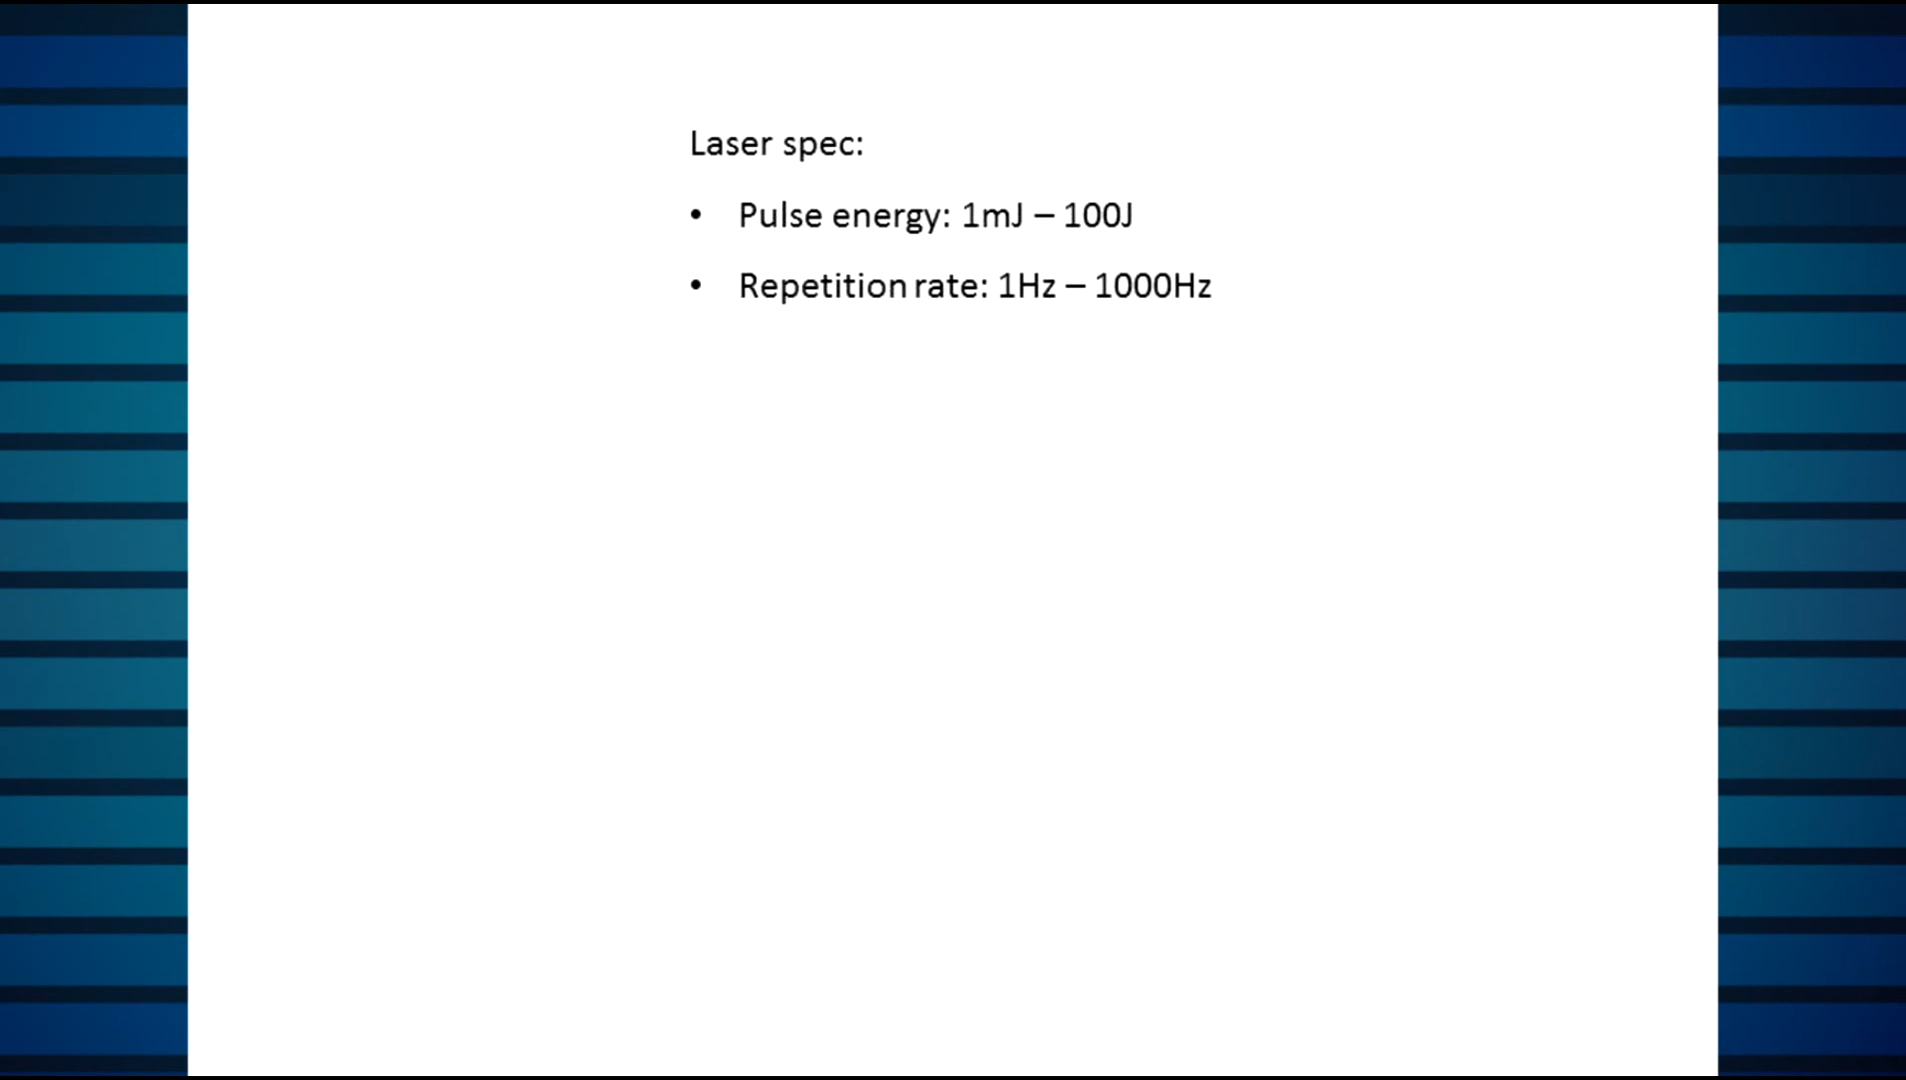 Laser spec:
• Pulse energy: 1mJ – 100J
• Repetition rate: 1Hz – 1000Hz